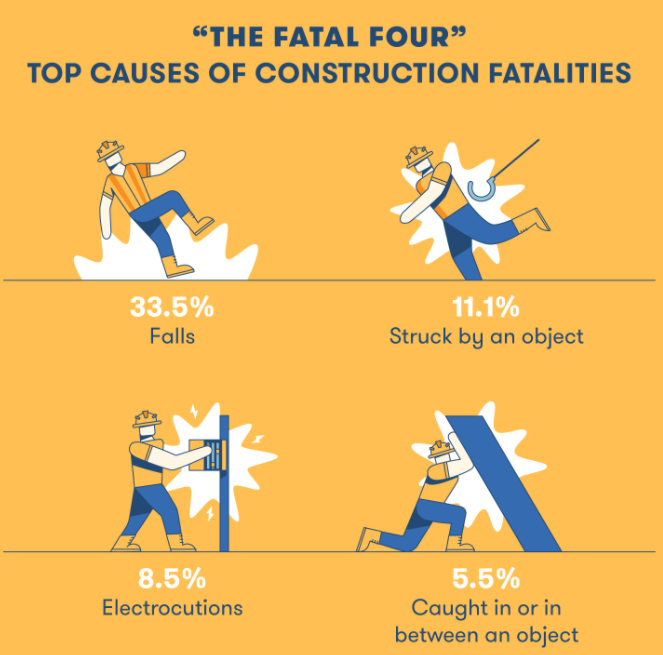 “THE FATAL FOUR”
TOP CAUSES OF CONSTRUCTION FATALITIES
33.5%
Falls
11.1%
Struck by an object
8.5%
Electrocutions
5.5%
Caught in or in
between an object